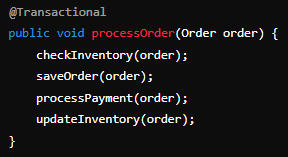 @Transactional
public void processOrder(Order order) {
    checkInventory(order);
    saveOrder(order);
    processPayment(order);
    updateInventory(order);
}